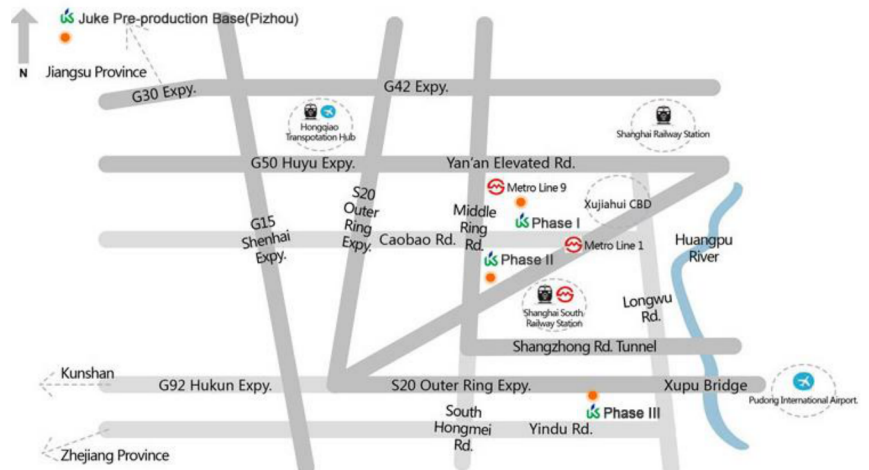 Juke Pre-production Base(Pizhou)
N
Jiangsu Province
G30 Expy.
G42 Expy.
Hongqiao
Transpotation Hub
Shanghai Railway Station
G50 Huyu Expy.
Yan'an Elevated Rd.
Metro Line 9
S20
Outer
Ring
Expy.
Middle
Ring
Rd.
Xujiahui CBD
Phase I
G15
Shenhai
Expy.
Caobao Rd.
Metro Line 1
Huangpu
River
Phase II
Longwu
Rd.
Shanghai South
Railway Station
Shangzhong Rd. Tunnel
Kunshan
G92 Hukun Expy.
S20 Outer Ring Expy.
Xupu Bridge
Pudong International Airport.
South
Hongmei
Rd.
Phase III
Yindu Rd.
Zhejiang Province